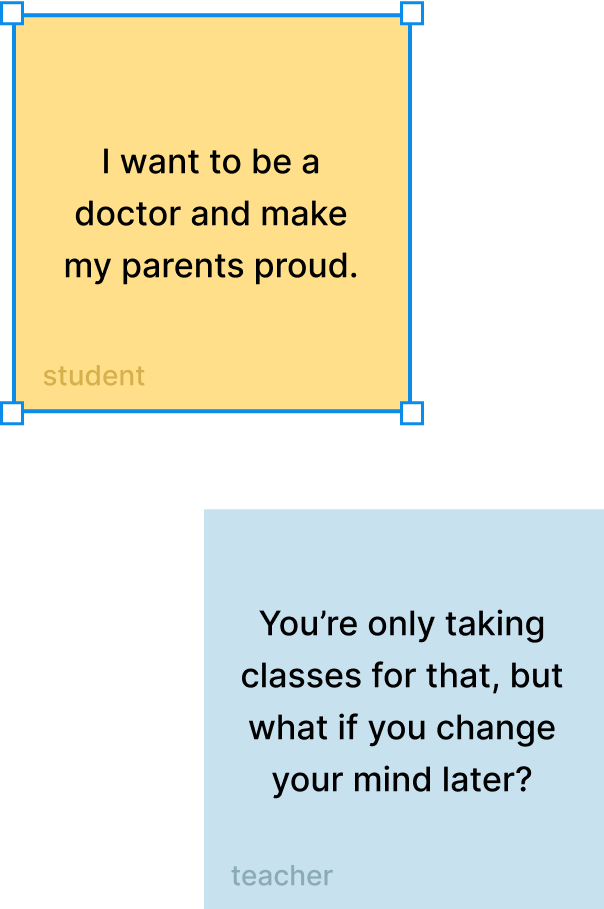 I want to be a
doctor and make
my parents proud.
student
You’re only taking
classes for that, but
what if you change
your mind later?
teacher